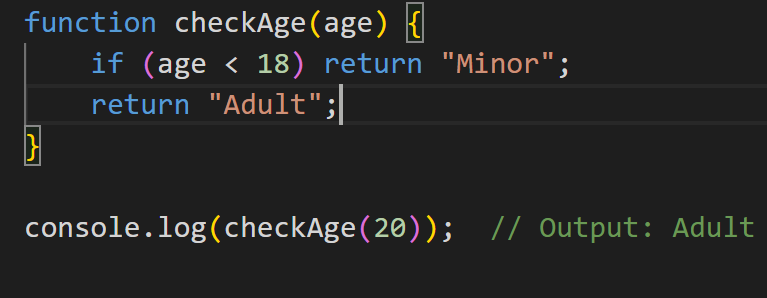 function checkAge(age) {
    if (age < 18) return "Minor";
    return "Adult";
}
console.log(checkAge(20));  // Output: Adult